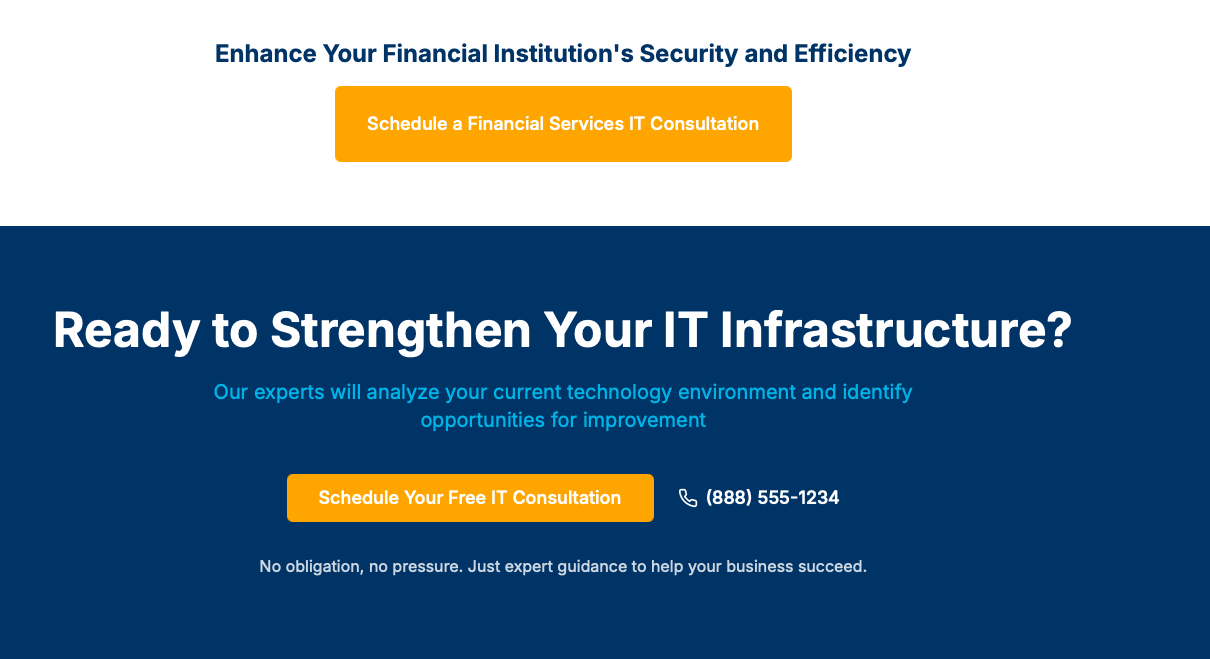 Enhance Your Financial Institution's Security and Efficiency
Schedule a Financial Services IT Consultation
Ready to Strengthen Your IT Infrastructure?
Our experts will analyze your current technology environment and identify
opportunities for improvement
Schedule Your Free IT Consultation
(888) 555-1234
No obligation, no pressure. Just expert guidance to help your business succeed.